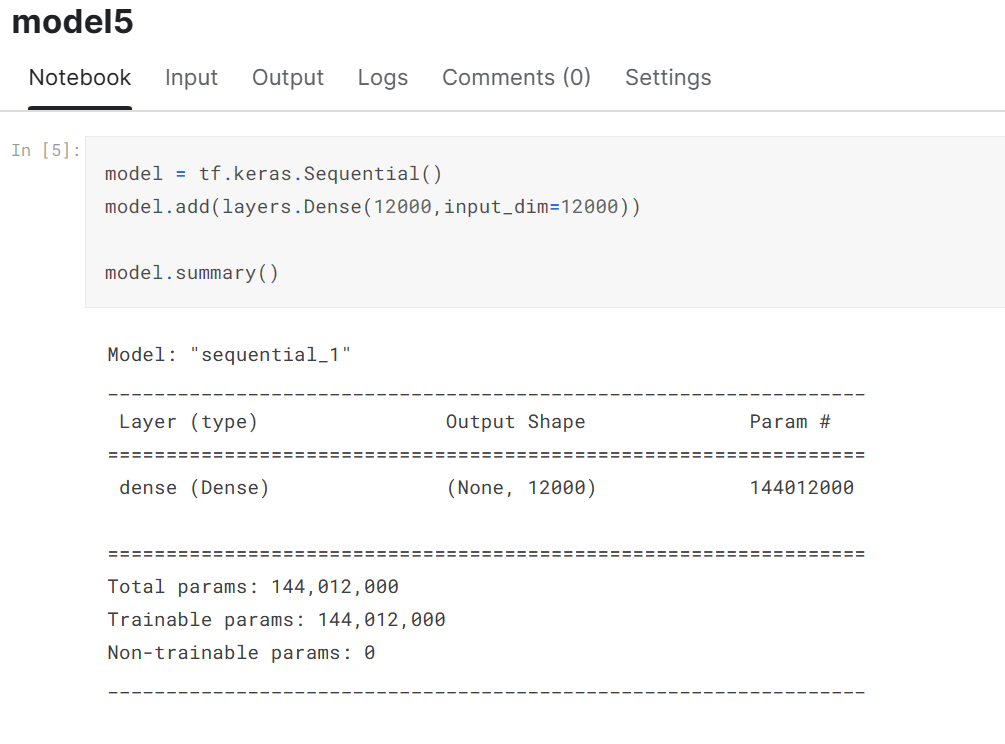 model5
Notebook Input Output Logs Comments (0) Settings
In [5]:
model = tf.keras.Sequential()
model.add(layers.Dense(12000,input_dim=12000))
model.summary()
Model: "sequential_1"
_________________________________________________________________
Layer (type) Output Shape Param #
=================================================================
dense (Dense) (None, 12000) 144012000
=================================================================
Total params: 144,012,000
Trainable params: 144,012,000
Non-trainable params: 0
_________________________________________________________________